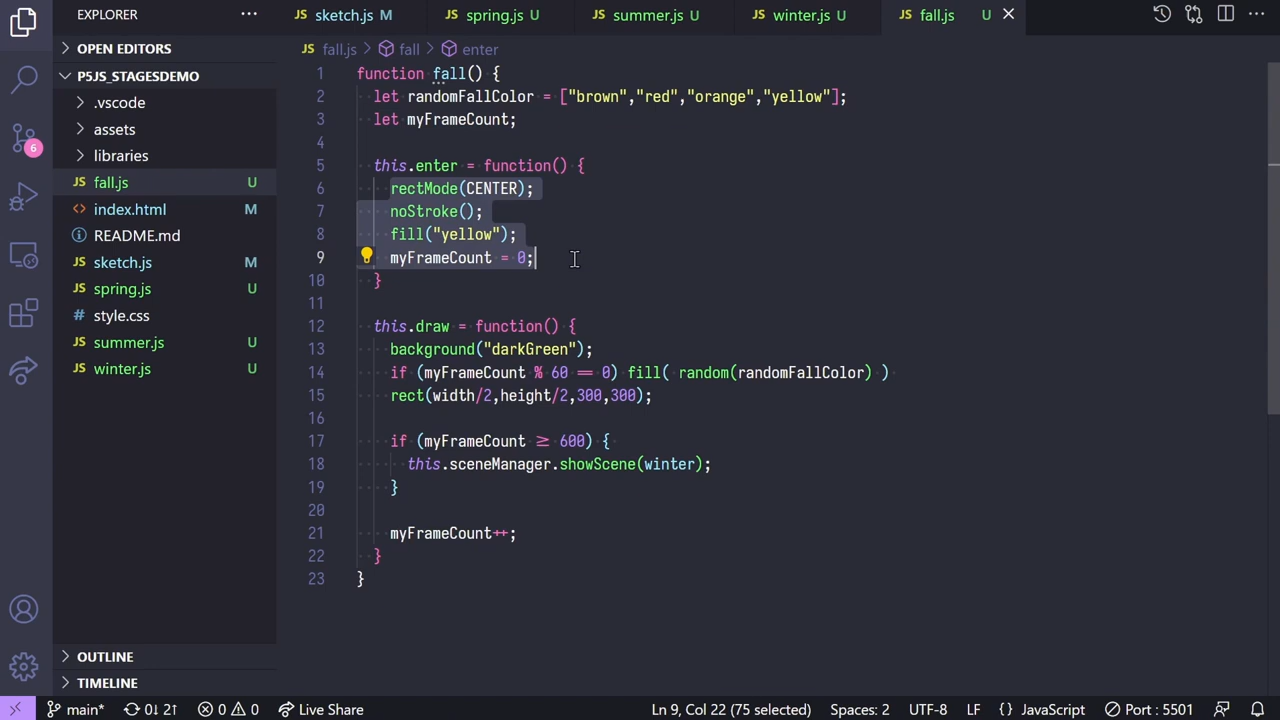 EXPLORER
OPEN EDITORS
P5JS_STAGESDEMO
.vscode
assets
libraries
JS fall.js U
<> index.html M
README.md
JS sketch.js M
JS spring.js U
# style.css
JS summer.js U
JS winter.js U
OUTLINE
TIMELINE
6
JS sketch.js M JS spring.js U JS summer.js U JS winter.js U JS fall.js U
JS fall.js > fall > enter
1 function fall() {
2 let randomFallColor = ["brown","red","orange","yellow"];
3 let myFrameCount;
4
5 this.enter = function() {
6 rectMode(CENTER);
7 noStroke();
8 fill("yellow");
9 myFrameCount = 0;
10 }
11
12 this.draw = function() {
13 background("darkGreen");
14 if (myFrameCount % 60 == 0) fill( random(randomFallColor) )
15 rect(width/2,height/2,300,300);
16
17 if (myFrameCount ≥ 600) {
18 this.sceneManager.showScene(winter);
19 }
20
21 myFrameCount++;
22 }
23 }
main* 0↓ 2↑ 0 0 Live Share Ln 9, Col 22 (75 selected) Spaces: 2 UTF-8 LF {} JavaScript Port : 5501